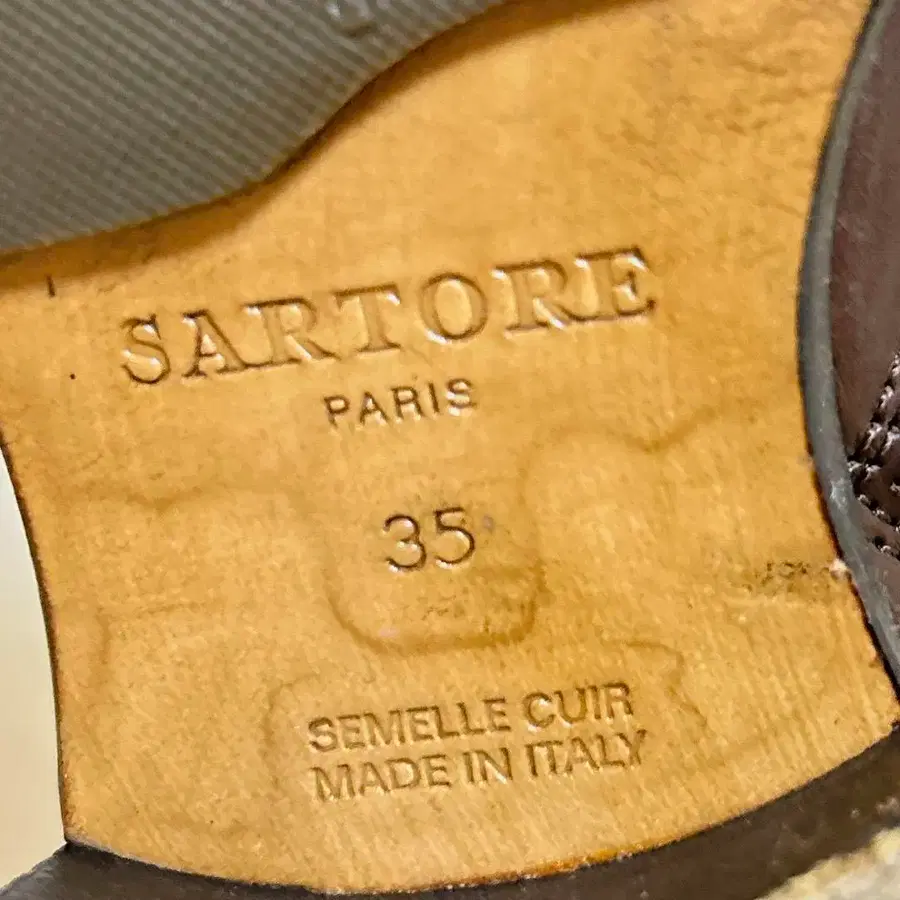 SARTORE
PARIS
35
SEMELLE CUIR
MADE IN ITALY